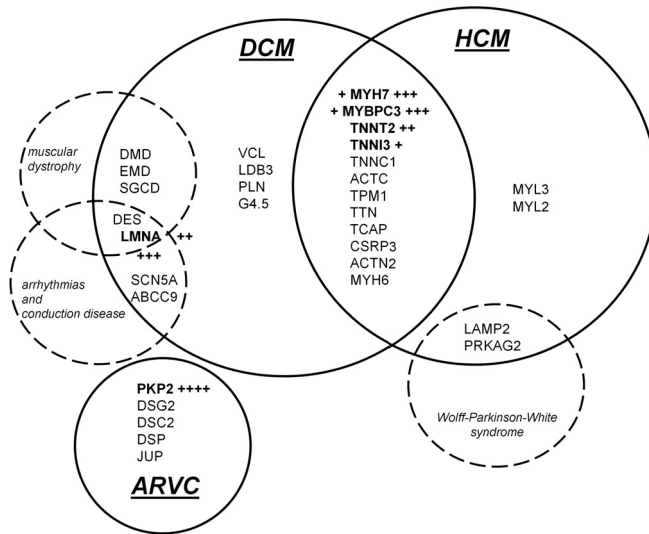 DCM
HCM
+ MYH7 +++
+ MYBPC3 +++
TNNT2 ++
TNNI3 +
TNNC1
ACTC
TPM1
TTN
TCAP
CSRP3
ACTN2
MYH6
muscular
dystrophy
DMD
EMD
SGCD
VCL
LDB3
PLN
G4.5
MYL3
MYL2
DES
LMNA ++
+++
arrhythmias
and
conduction disease
SCN5A
ABCC9
LAMP2
PRKAG2
Wolff-Parkinson-White
syndrome
PKP2 ++++
DSG2
DSC2
DSP
JUP
ARVC